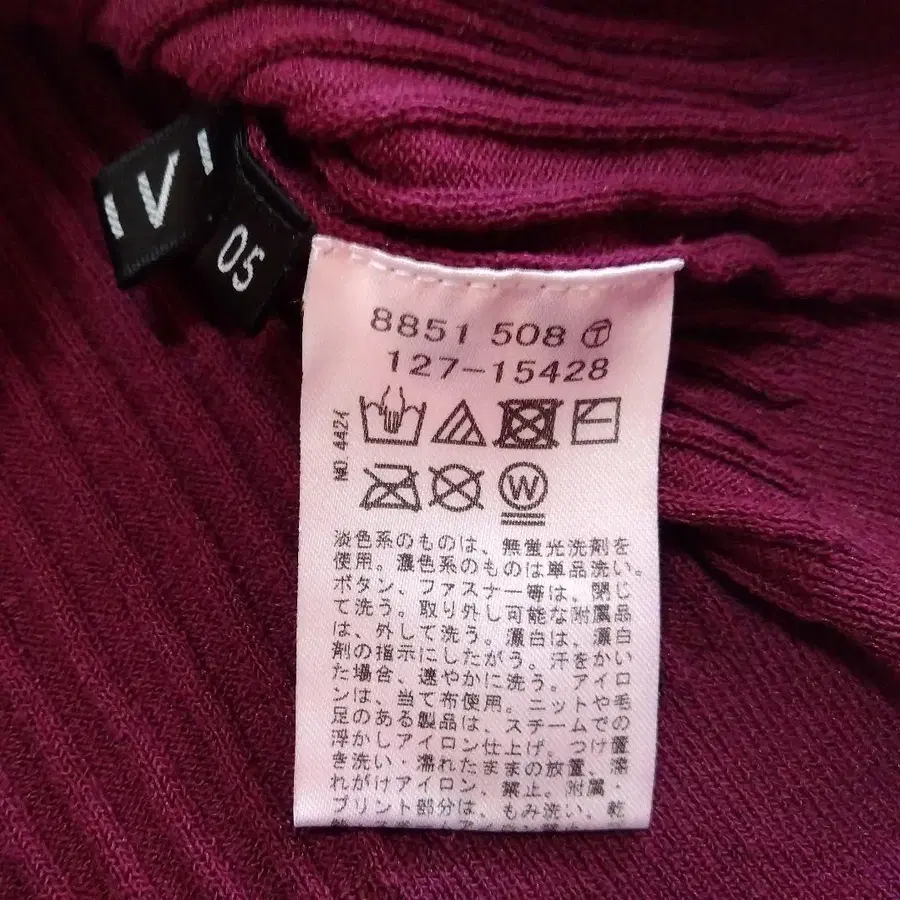 IVI
05
8851 508 Ⓣ
127-15428
NO.442イ
W
淡色系のものは、無蛍光洗剤を
使用。濃色系のものは単品洗い。
ボタン、ファスナー等は、閉じ
て洗う。取り外し可能な附属品
は、外して洗う。漂白は、漂白
剤の指示にしたがう。汗をかい
た場合、速やかに洗う。アイロ
ンは、当て布使用。ニットや毛
足のある製品は、スチームでの
浮かしアイロン仕上げ。つけ置
き洗い・濡れたままの放置、濡
れがけアイロン、禁止。附属・
プリント部分は、もみ洗い。乾